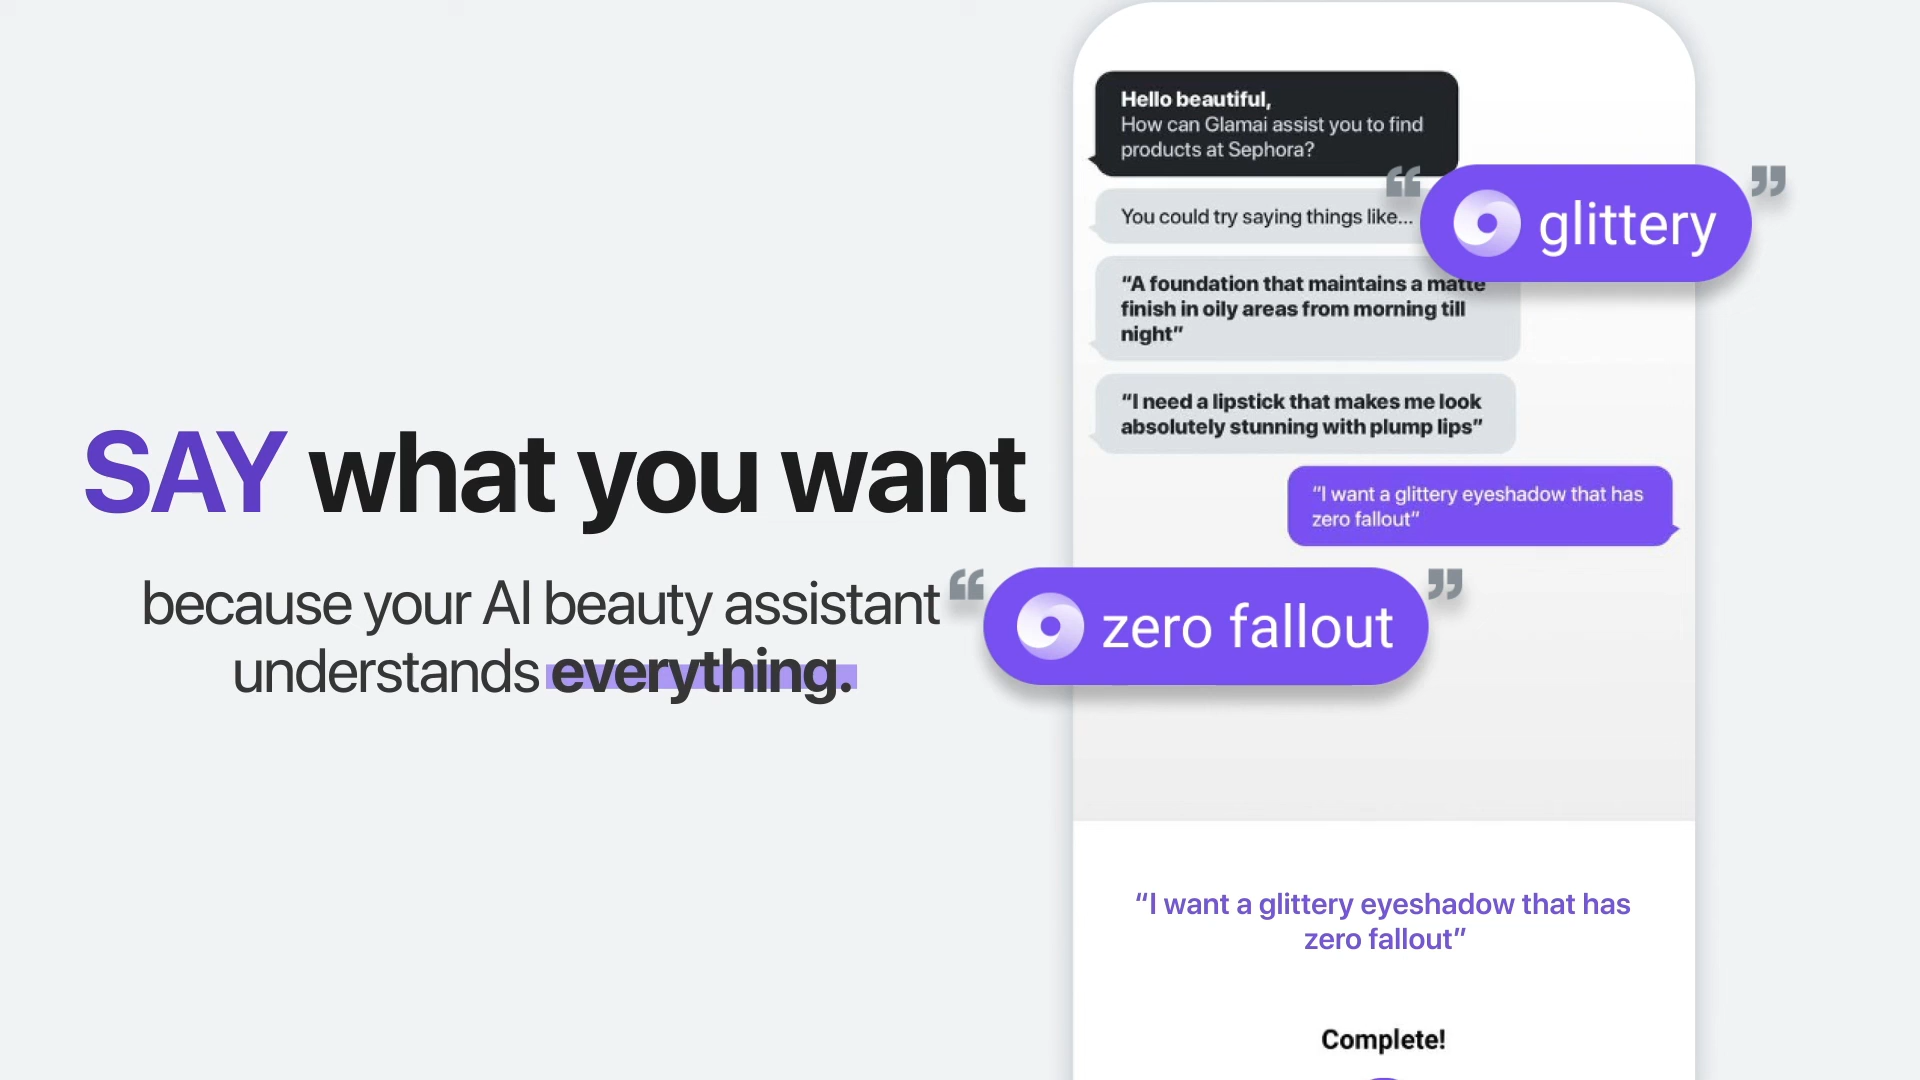 SAY what you want
because your AI beauty assistant
understands everything.
Hello beautiful,
How can Glamai assist you to find
products at Sephora?
You could try saying things like...
“A foundation that maintains a matte
finish in oily areas from morning till
night”
“I need a lipstick that makes me look
absolutely stunning with plump lips”
“I want a glittery eyeshadow that has
zero fallout”
“ glittery ”
“ zero fallout ”
“I want a glittery eyeshadow that has
zero fallout”
Complete!